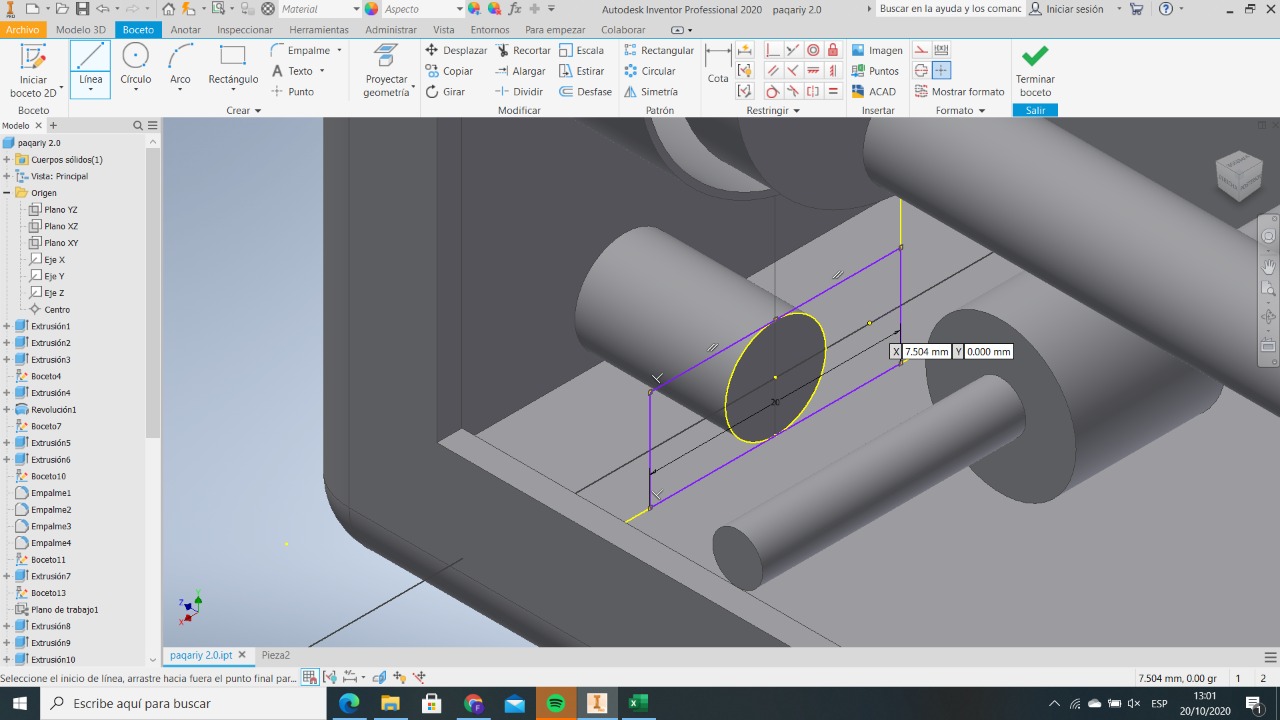 Material
Aspecto
Autodesk Inventor Professional 2020 paqariy 2.0
Buscar en la ayuda y los comanc
Iniciar sesión
Archivo Modelo 3D Boceto Anotar Inspeccionar Herramientas Administrar Vista Entornos Para empezar Colaborar
Iniciar boceto 2D
Línea
Círculo
Arco
Rectángulo
Empalme
Texto
Punto
Proyectar geometría
Desplazar
Copiar
Girar
Recortar
Alargar
Dividir
Escala
Estirar
Desfase
Rectangular
Circular
Simetría
Cota
Imagen
Puntos
ACAD
Mostrar formato
Terminar boceto
Boceto Crear Modificar Patrón Restringir Insertar Formato Salir
Modelo
paqariy 2.0
Cuerpos sólidos(1)
Vista: Principal
Origen
Plano YZ
Plano XZ
Plano XY
Eje X
Eje Y
Eje Z
Centro
Extrusión1
Extrusión2
Extrusión3
Boceto4
Extrusión4
Revolución1
Boceto7
Extrusión5
Extrusión6
Boceto10
Empalme1
Empalme2
Empalme3
Empalme4
Boceto11
Extrusión7
Boceto13
Plano de trabajo1
Extrusión8
Extrusión9
Extrusión10
X 7.504 mm Y 0.000 mm
20
Z Y
X
paqariy 2.0.ipt Pieza2
Seleccione el inicio de línea, arrastre hacia fuera el punto final par...
7.504 mm, 0.00 gr 1 2
Escribe aquí para buscar
ESP
13:01
20/10/2020